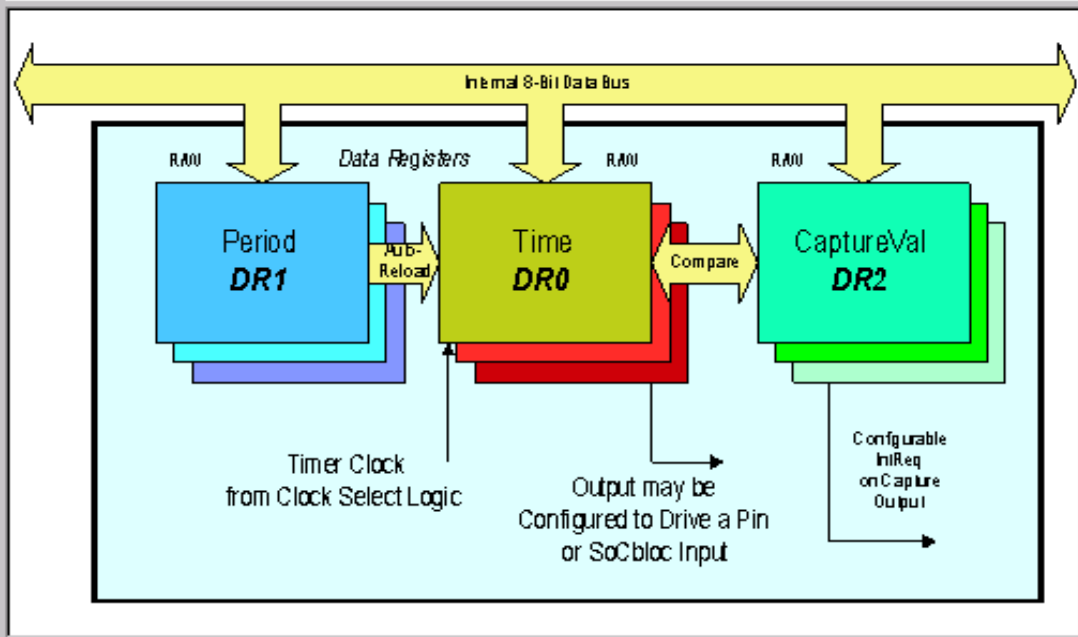 Internal 8-Bit Data Bus
R/W
Data Registers
R/W
R/W
Period
DR1
Auto-
Reload
Time
DR0
Compare
CaptureVal
DR2
Timer Clock
from Clock Select Logic
Output may be
Configured to Drive a Pin
or SoCbloc Input
Configurable
IntReq
on Capture
Output